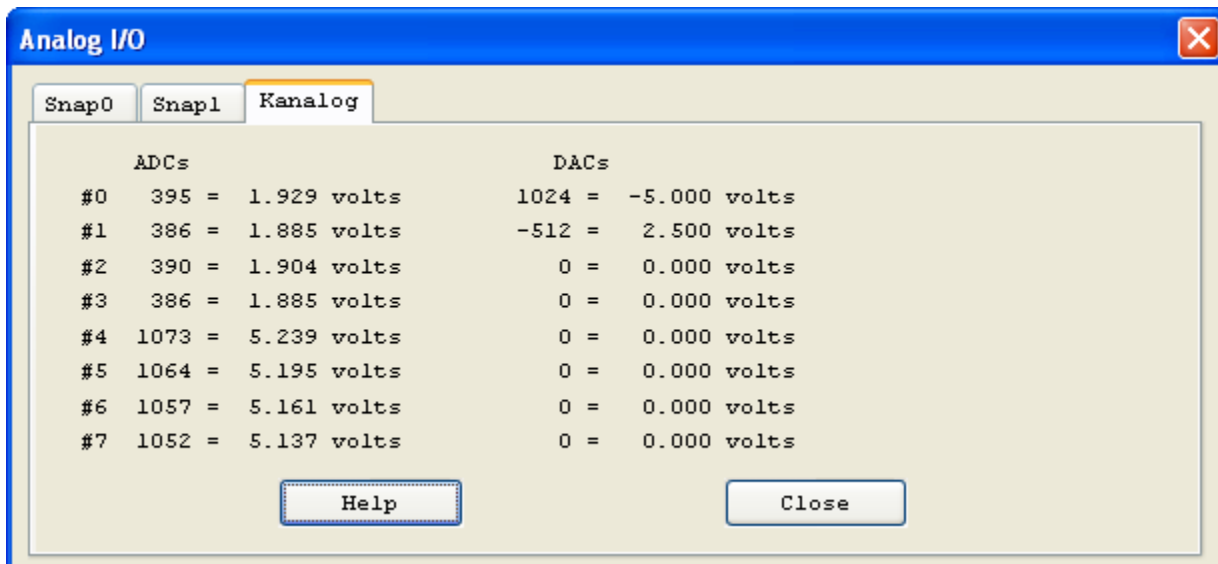 Analog I/O
Snap0 Snap1 Kanalog
ADCs DACs
#0 395 = 1.929 volts 1024 = -5.000 volts
#1 386 = 1.885 volts -512 = 2.500 volts
#2 390 = 1.904 volts 0 = 0.000 volts
#3 386 = 1.885 volts 0 = 0.000 volts
#4 1073 = 5.239 volts 0 = 0.000 volts
#5 1064 = 5.195 volts 0 = 0.000 volts
#6 1057 = 5.161 volts 0 = 0.000 volts
#7 1052 = 5.137 volts 0 = 0.000 volts
Help Close